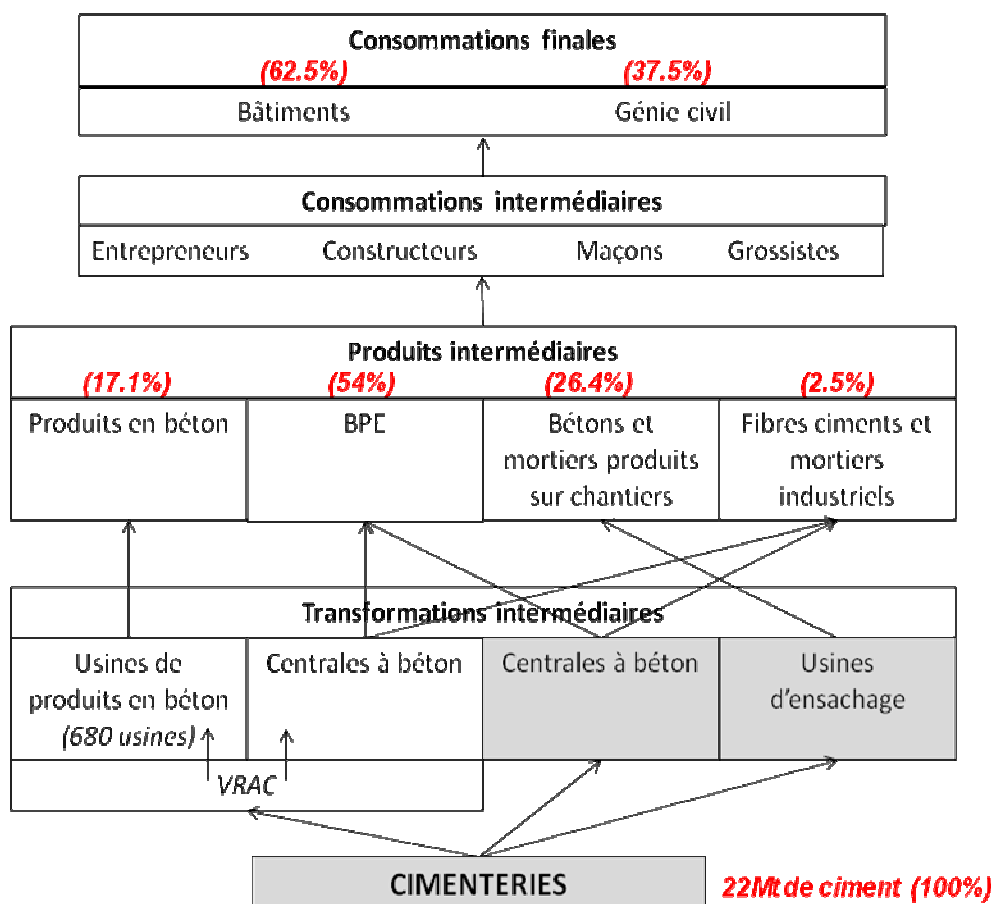 Consommations finales
(62.5%) (37.5%)
Bâtiments Génie civil
Consommations intermédiaires
Entrepreneurs Constructeurs Maçons Grossistes
Produits intermédiaires
(17.1%) (54%) (26.4%) (2.5%)
Produits en béton BPE Bétons et Fibres ciments et
mortiers produits mortiers
sur chantiers industriels
Transformations intermédiaires
Usines de Centrales à béton Centrales à béton Usines
produits en béton d'ensachage
(680 usines)
VRAC
CIMENTERIES 22Mt de ciment (100%)